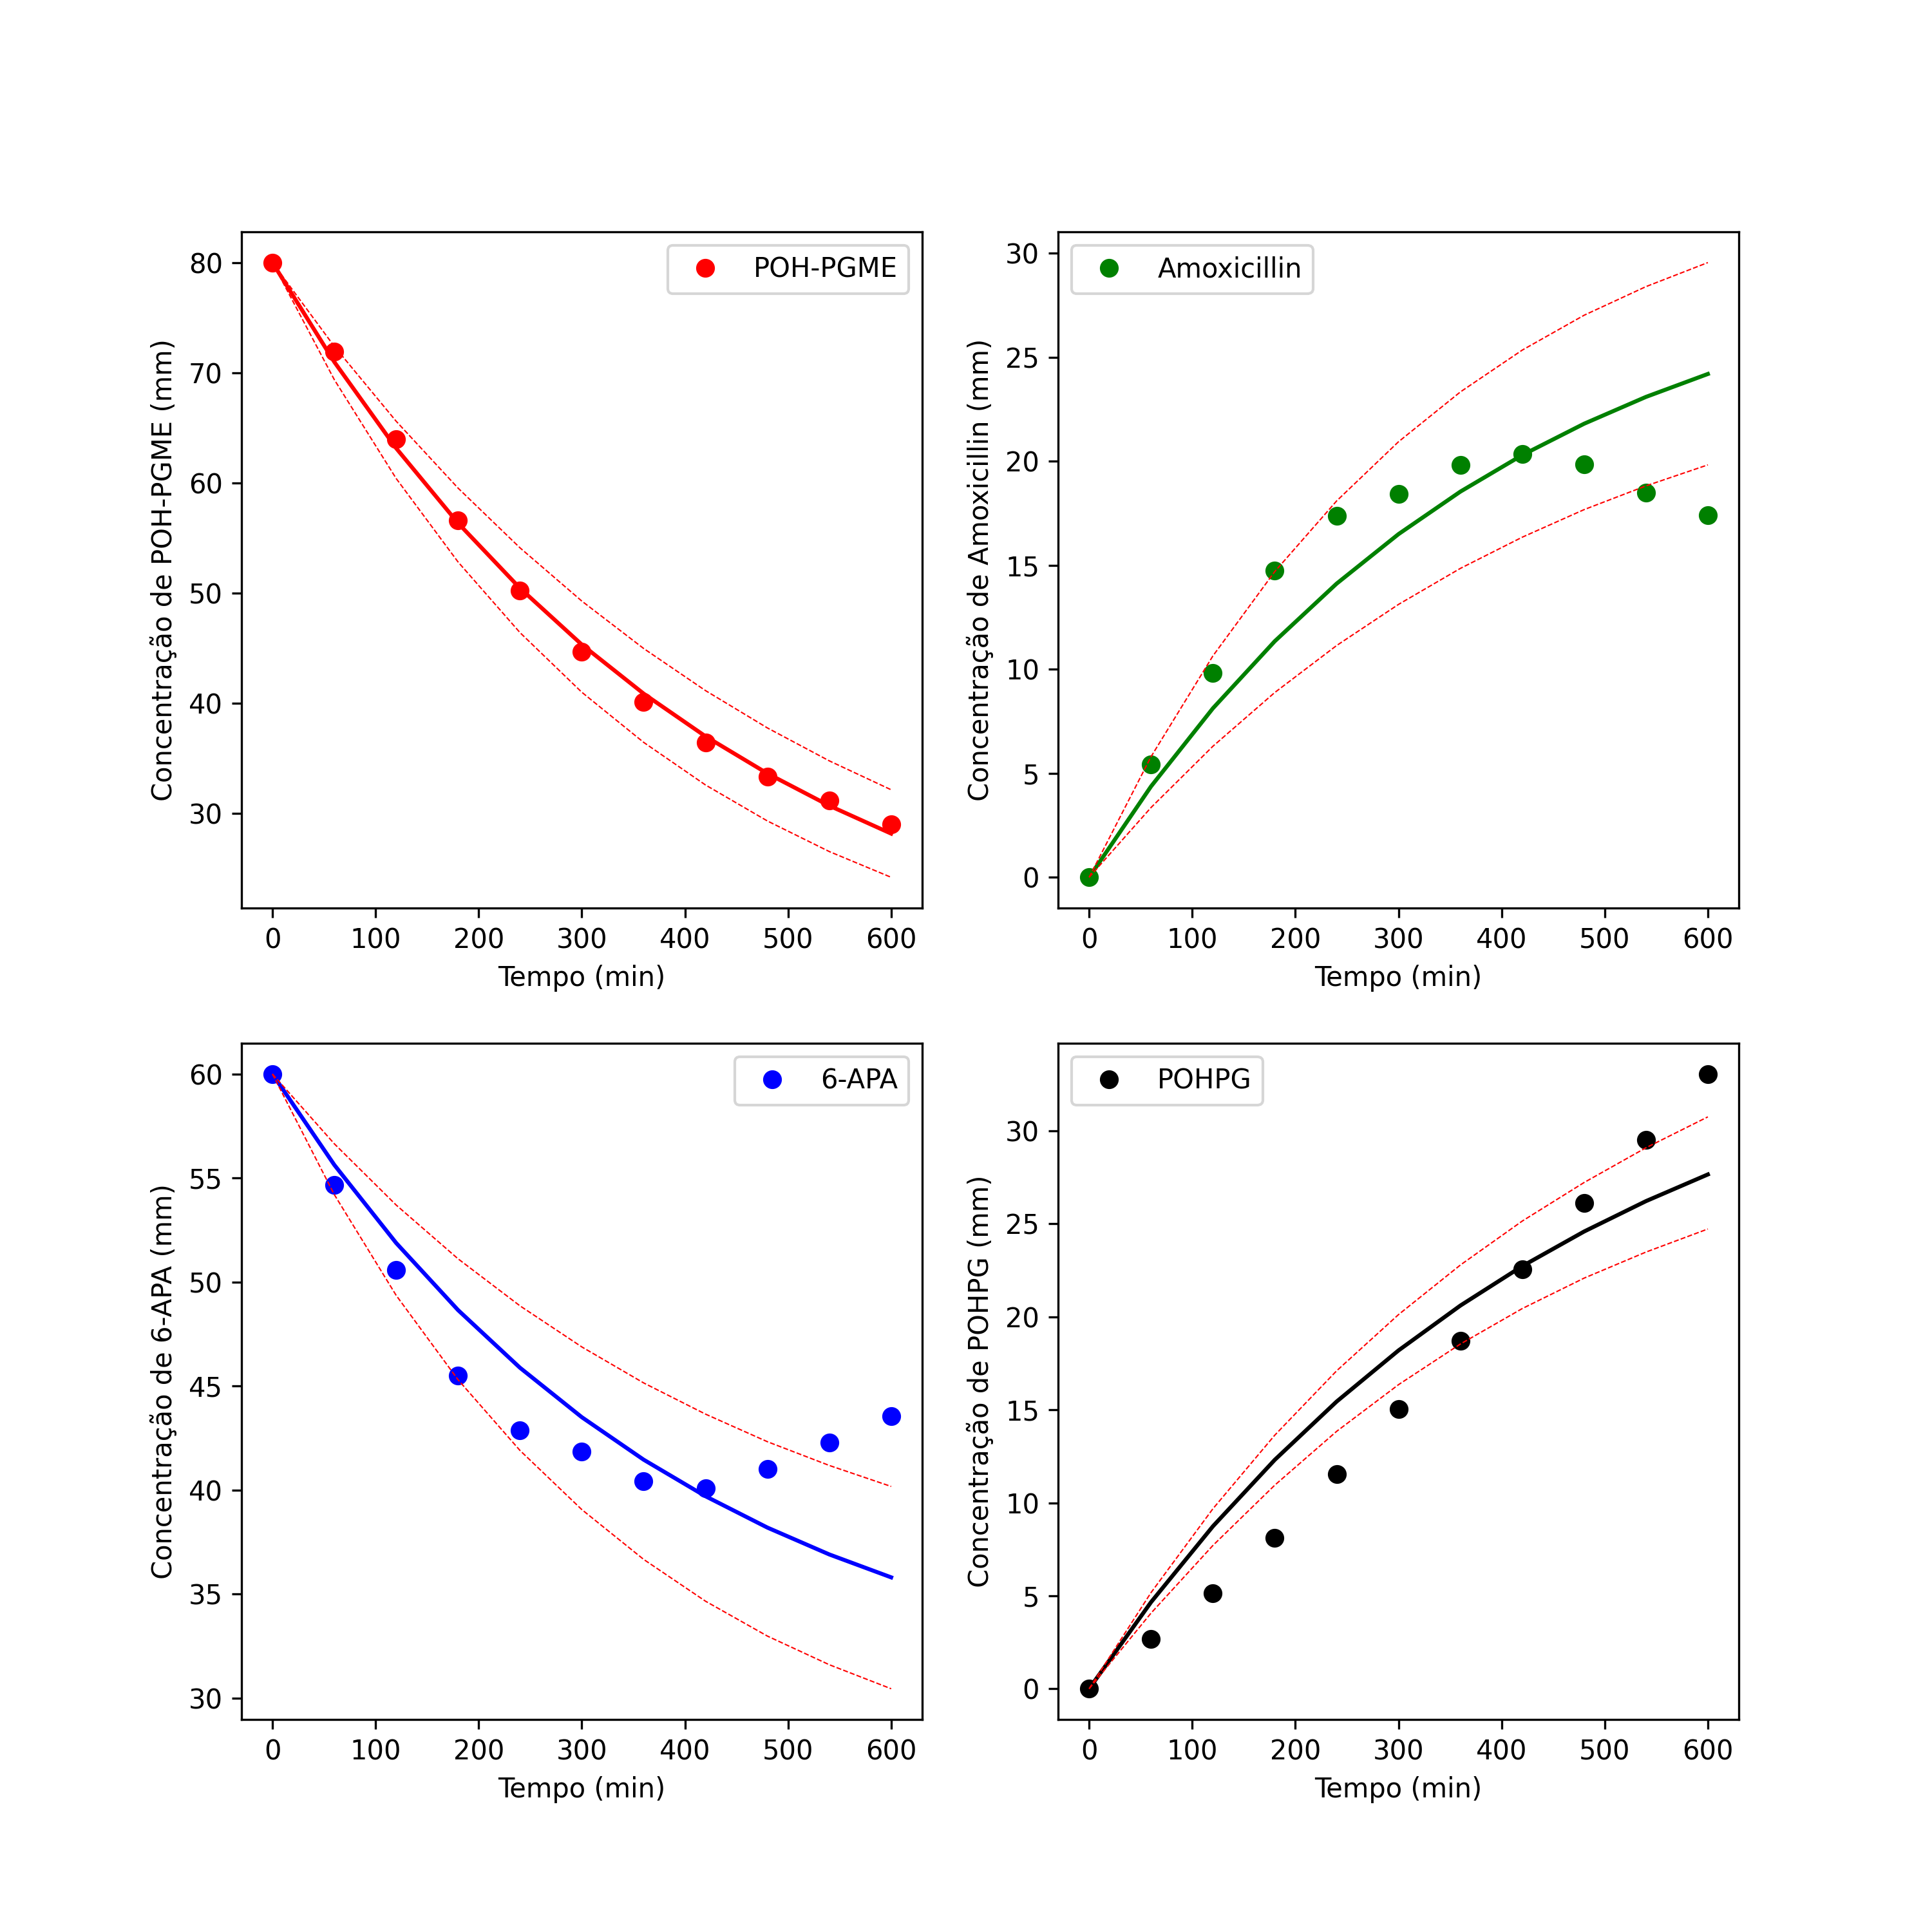 POH-PGME
Concentração de POH-PGME (mm)
80
70
60
50
40
30
0 100 200 300 400 500 600
Tempo (min)
Amoxicillin
Concentração de Amoxicillin (mm)
30
25
20
15
10
5
0
0 100 200 300 400 500 600
Tempo (min)
6-APA
Concentração de 6-APA (mm)
60
55
50
45
40
35
30
0 100 200 300 400 500 600
Tempo (min)
POHPG
Concentração de POHPG (mm)
30
25
20
15
10
5
0
0 100 200 300 400 500 600
Tempo (min)